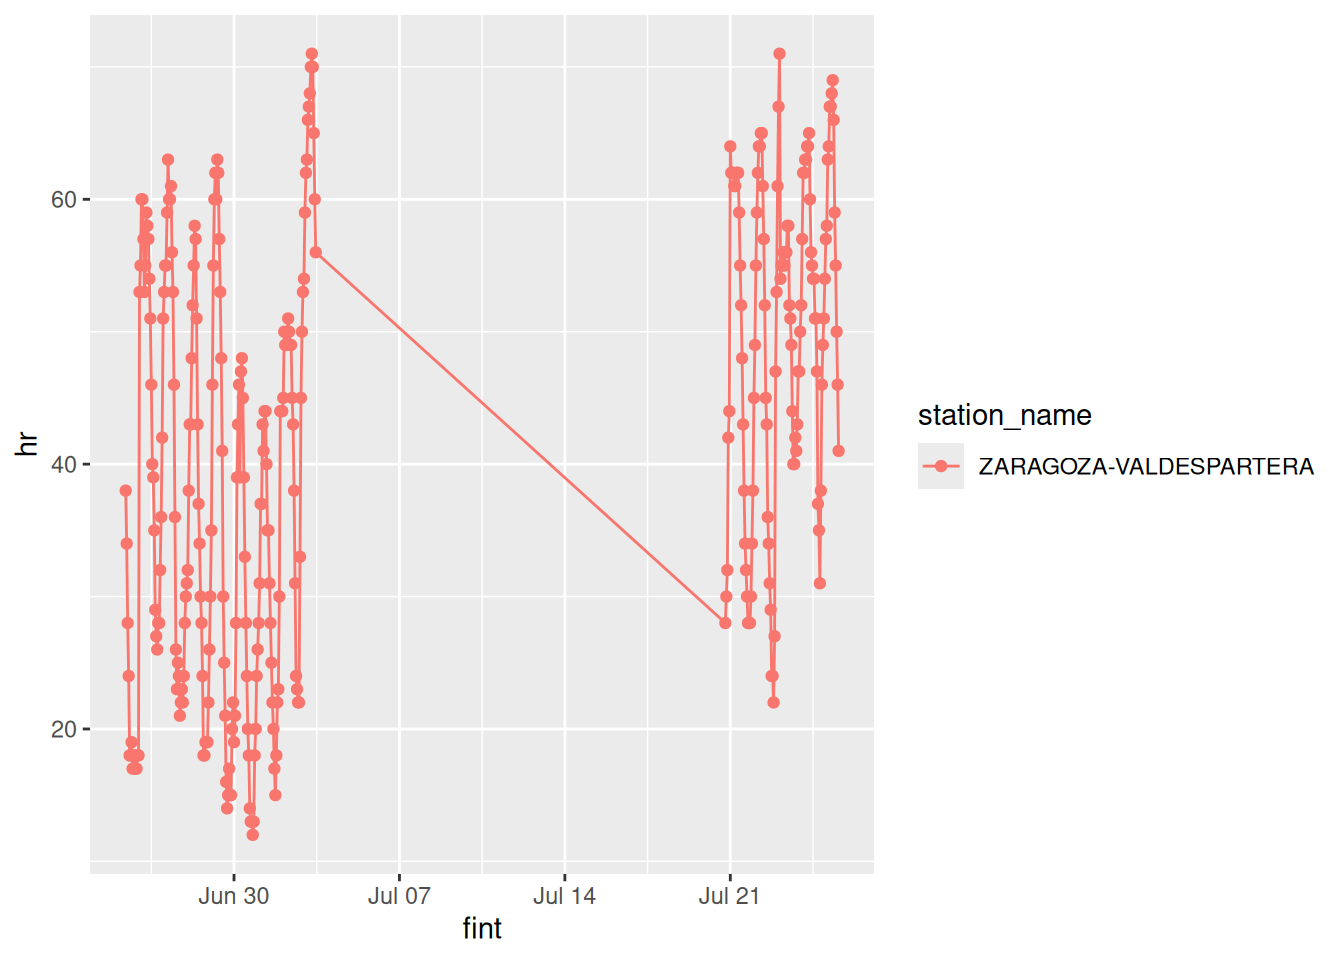 60
40
20
hr
Jun 30
Jul 07
Jul 14
Jul 21
fint
station_name
ZARAGOZA-VALDESPARTERA